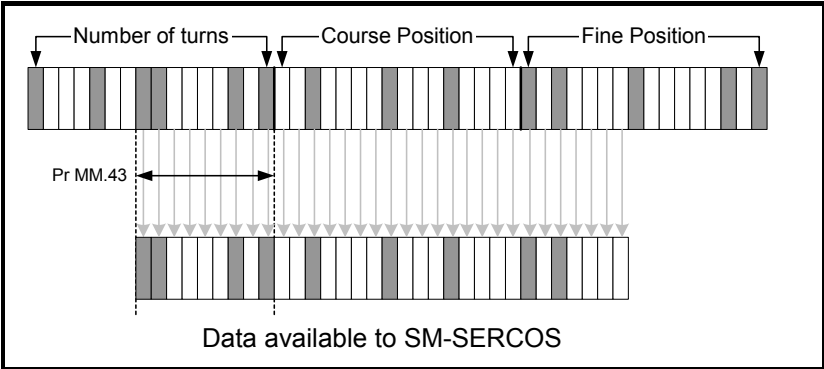 Number of turns
Course Position
Fine Position
Pr MM.43
Data available to SM-SERCOS